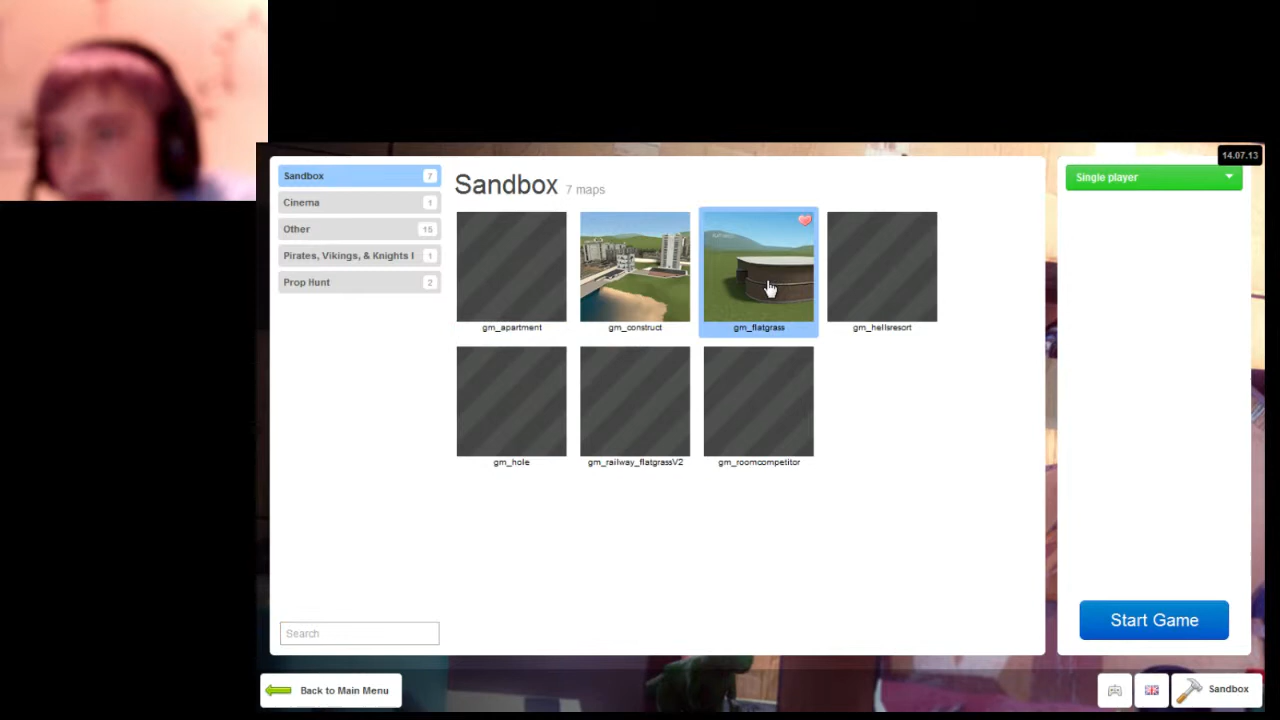 14.07.13
Sandbox 7
Cinema 1
Other 15
Pirates, Vikings, & Knights I 1
Prop Hunt 2
Sandbox 7 maps
gm_apartment
gm_construct
gm_flatgrass
gm_hellsresort
gm_hole
gm_railway_flatgrassV2
gm_roomcompetitor
Search
Single player
Start Game
Back to Main Menu
Sandbox